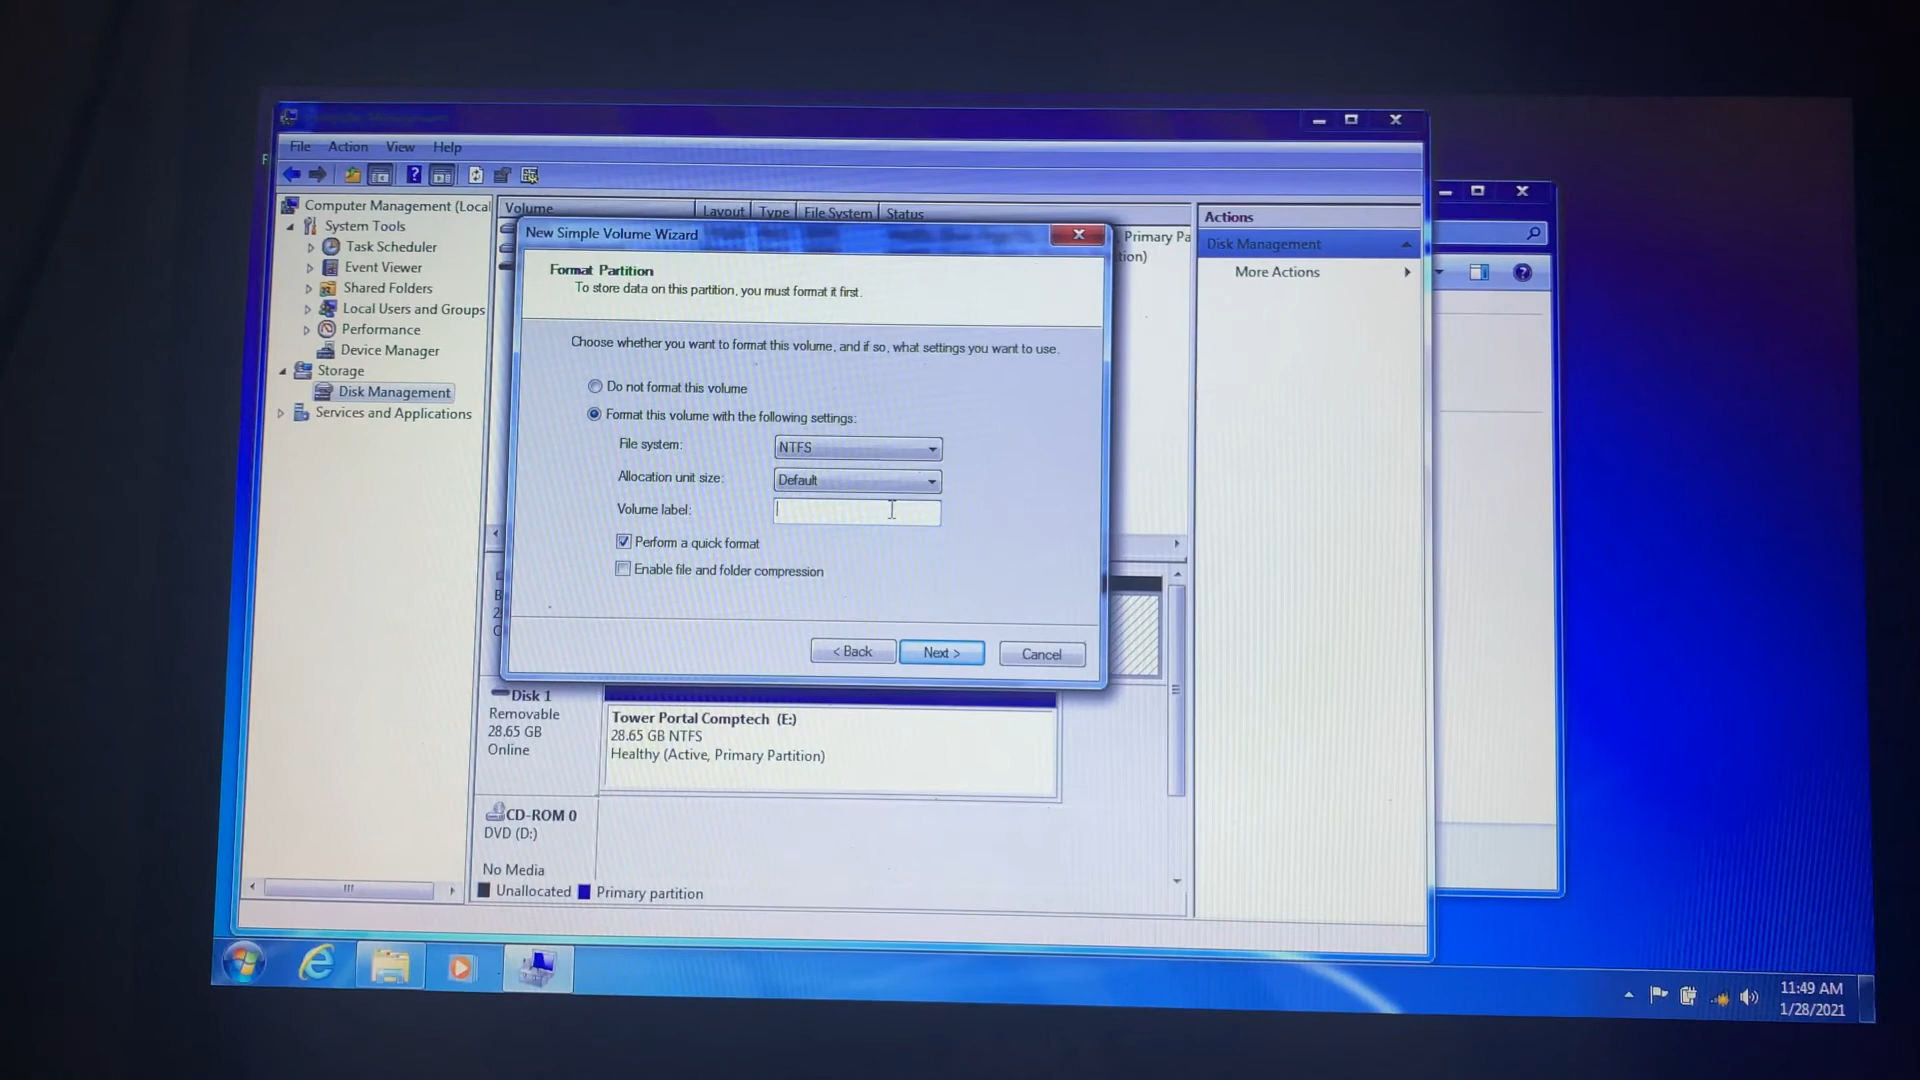 File Action View Help
Computer Management (Local
System Tools
Task Scheduler
Event Viewer
Shared Folders
Local Users and Groups
Performance
Device Manager
Storage
Disk Management
Services and Applications
Volume Layout Type File System Status
Primary Pa
tion)
Actions
Disk Management
More Actions
New Simple Volume Wizard
Format Partition
To store data on this partition, you must format it first.
Choose whether you want to format this volume, and if so, what settings you want to use.
Do not format this volume
Format this volume with the following settings:
File system: NTFS
Allocation unit size: Default
Volume label:
Perform a quick format
Enable file and folder compression
< Back Next > Cancel
Disk 1
Removable
28.65 GB
Online
Tower Portal Comptech (E:)
28.65 GB NTFS
Healthy (Active, Primary Partition)
CD-ROM 0
DVD (D:)
No Media
Unallocated Primary partition
11:49 AM
1/28/2021